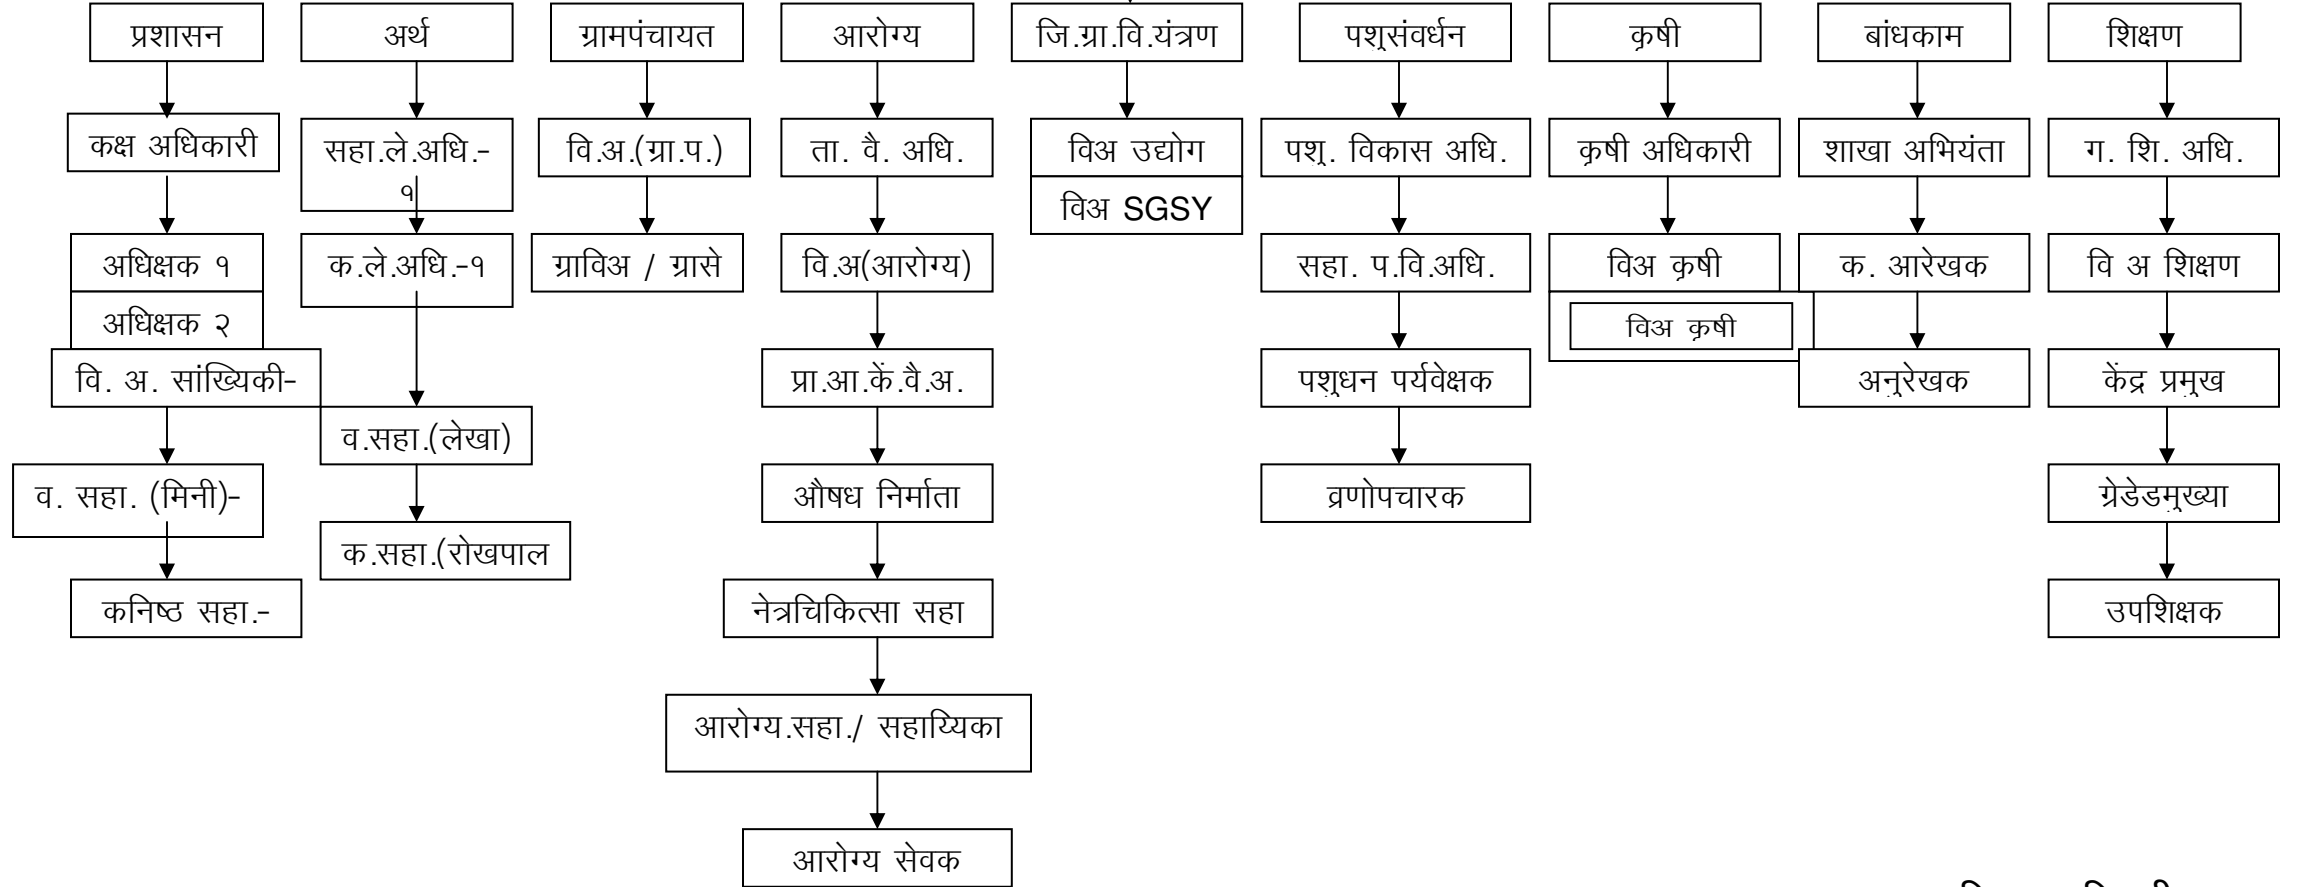 प्रशासन
कक्ष अधिकारी
अधिक्षक १
अधिक्षक २
वि. अ. सांख्यिकी-
व. सहा. (मिनी)-
कनिष्ठ सहा.-
अर्थ
सहा.ले.अधि.-
१
क.ले.अधि.-१
व.सहा.(लेखा)
क.सहा.(रोखपाल
ग्रामपंचायत
वि.अ.(ग्रा.प.)
ग्राविअ / ग्रासे
आरोग्य
ता. वै. अधि.
वि.अ(आरोग्य)
प्रा.आ.कें.वै.अ.
औषध निर्माता
नेत्रचिकित्सा सहा
आरोग्य.सहा./ सहाय्यिका
आरोग्य सेवक
जि.ग्रा.वि.यंत्रण
विअ उद्योग
विअ SGSY
पशुसंवर्धन
पशु. विकास अधि.
सहा. प.वि.अधि.
पशुधन पर्यवेक्षक
व्रणोपचारक
कृषी
कृषी अधिकारी
विअ कृषी
विअ कृषी
बांधकाम
शाखा अभियंता
क. आरेखक
अनुरेखक
शिक्षण
ग. शि. अधि.
वि अ शिक्षण
केंद्र प्रमुख
ग्रेडेडमुख्या
उपशिक्षक